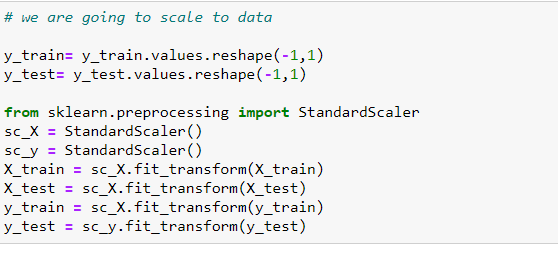 # we are going to scale to data
y_train= y_train.values.reshape(-1,1)
y_test= y_test.values.reshape(-1,1)
from sklearn.preprocessing import StandardScaler
sc_X = StandardScaler()
sc_y = StandardScaler()
X_train = sc_X.fit_transform(X_train)
X_test = sc_X.fit_transform(X_test)
y_train = sc_X.fit_transform(y_train)
y_test = sc_y.fit_transform(y_test)